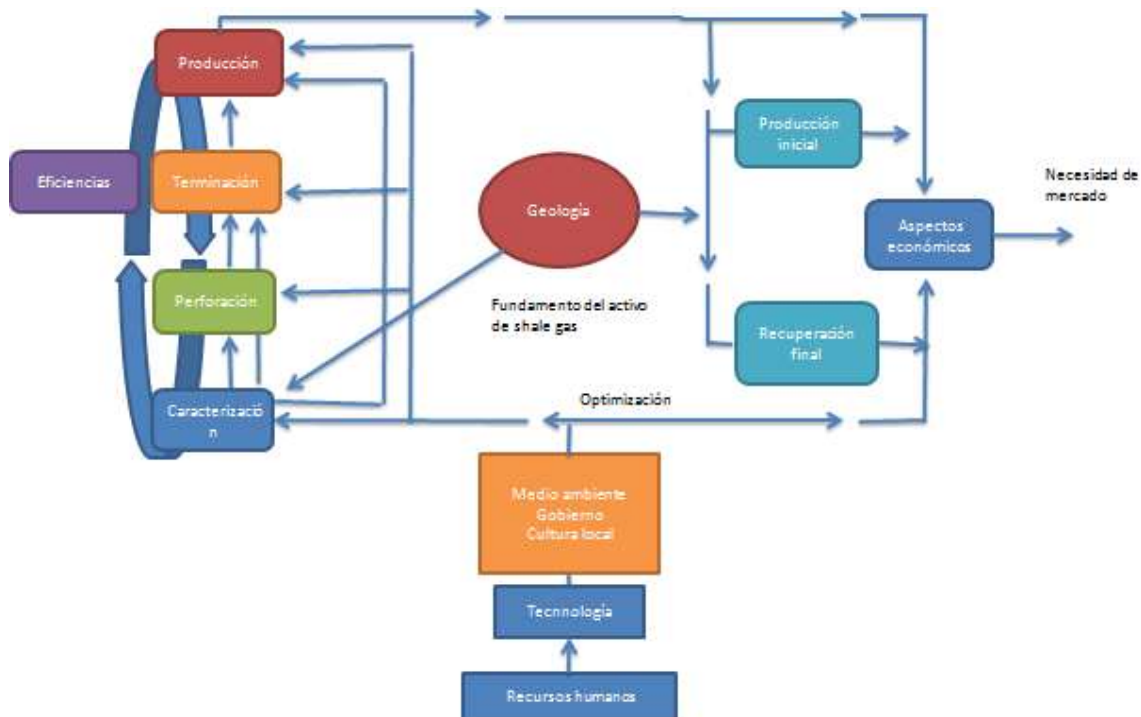 Producción
Producción
inicial
Eficiencias
Terminación
Necesidad de
mercado
Geología
Aspectos
económicos
Perforación
Fundamento del activo
de shale gas
Recuperación
final
Caracterizació
n
Optimización
Medio ambiente
Gobierno
Cultura local
Tecnnología
Recursos humanos